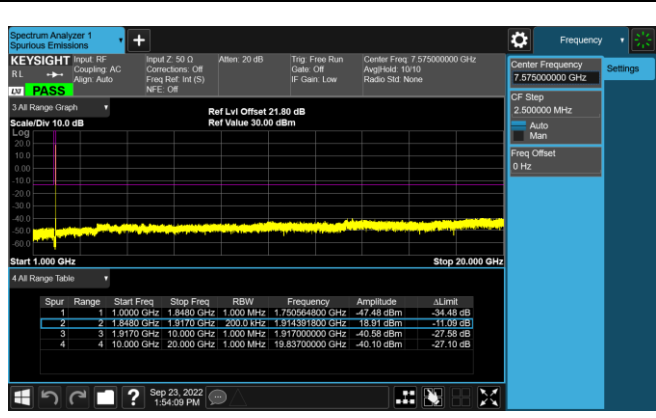 Spectrum Analyzer 1
Spurious Emissions
KEYSIGHT
R L
LXI
PASS
Input: RF
Coupling: AC
Align: Auto
Input Z: 50 Ω
Corrections: Off
Freq Ref: Int (S)
NFE: Off
Atten: 20 dB
Trig: Free Run
Gate: Off
IF Gain: Low
Center Freq: 7.575000000 GHz
Avg|Hold: 10/10
Radio Std: None
3 All Range Graph
Scale/Div 10.0 dB
Ref Lvl Offset 21.80 dB
Ref Value 30.00 dBm
Log
20.0
10.0
0.00
-10.0
-20.0
-30.0
-40.0
-50.0
-60.0
Start 1.000 GHz
Stop 20.000 GHz
4 All Range Table
Spur Range Start Freq Stop Freq RBW Frequency Amplitude ΔLimit
1 1 1.0000 GHz 1.8480 GHz 1.000 MHz 1.750564800 GHz -47.48 dBm -34.48 dB
2 2 1.8480 GHz 1.9170 GHz 200.0 kHz 1.914391800 GHz 18.91 dBm -11.09 dB
3 3 1.9170 GHz 10.000 GHz 1.000 MHz 1.917000000 GHz -40.58 dBm -27.58 dB
4 4 10.000 GHz 20.000 GHz 1.000 MHz 19.83700000 GHz -40.10 dBm -27.10 dB
Sep 23, 2022
1:54:09 PM
Frequency
Settings
Center Frequency
7.575000000 GHz
CF Step
2.500000 MHz
Auto
Man
Freq Offset
0 Hz